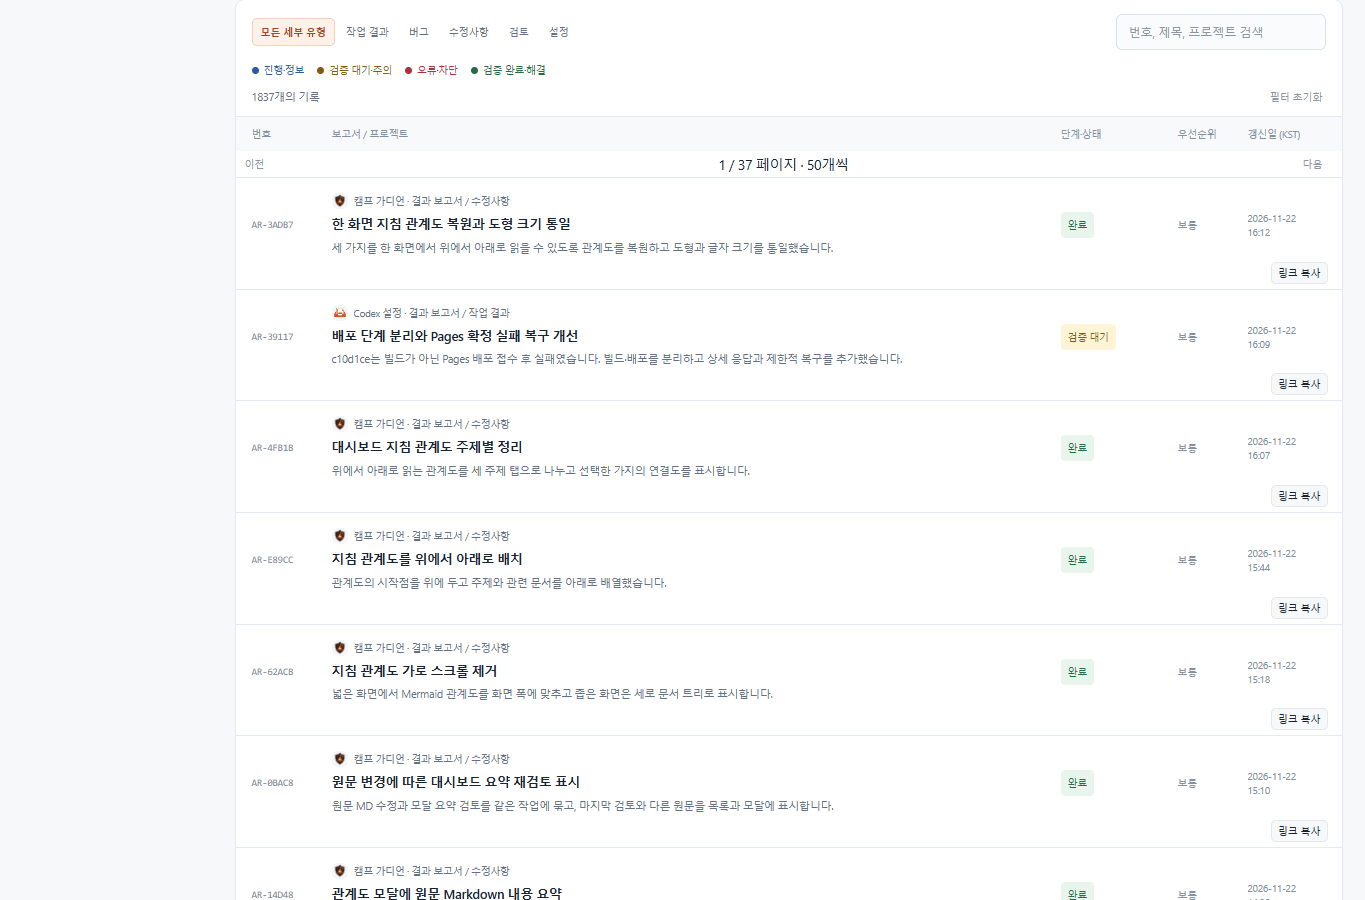 모든 세부 유형 작업 결과 버그 수정사항 검토 설정 번호, 제목, 프로젝트 검색
진행·정보 검증 대기·주의 오류·차단 검증 완료·해결
1837개의 기록 필터 초기화
번호 보고서 / 프로젝트 단계·상태 우선순위 갱신일 (KST)
이전 1 / 37 페이지 · 50개씩 다음
캠프 가디언 · 결과 보고서 / 수정사항
AR-3ADB7 한 화면 지침 관계도 복원과 도형 크기 통일 완료 보통 2026-11-22 16:12
세 가지를 한 화면에서 위에서 아래로 읽을 수 있도록 관계도를 복원하고 도형과 글자 크기를 통일했습니다.
링크 복사
Codex 설정 · 결과 보고서 / 작업 결과
AR-39117 배포 단계 분리와 Pages 확정 실패 복구 개선 검증 대기 보통 2026-11-22 16:09
c10d1ce는 빌드가 아닌 Pages 배포 접수 후 실패였습니다. 빌드·배포를 분리하고 상세 응답과 제한적 복구를 추가했습니다.
링크 복사
캠프 가디언 · 결과 보고서 / 수정사항
AR-4FB1B 대시보드 지침 관계도 주제별 정리 완료 보통 2026-11-22 16:07
위에서 아래로 읽는 관계도를 세 주제 탭으로 나누고 선택한 가지의 연결도를 표시합니다.
링크 복사
캠프 가디언 · 결과 보고서 / 수정사항
AR-E89CC 지침 관계도를 위에서 아래로 배치 완료 보통 2026-11-22 15:44
관계도의 시작점을 위에 두고 주제와 관련 문서를 아래로 배열했습니다.
링크 복사
캠프 가디언 · 결과 보고서 / 수정사항
AR-62ACB 지침 관계도 가로 스크롤 제거 완료 보통 2026-11-22 15:18
넓은 화면에서 Mermaid 관계도를 화면 폭에 맞추고 좁은 화면은 세로 문서 트리로 표시합니다.
링크 복사
캠프 가디언 · 결과 보고서 / 수정사항
AR-0BAC8 원문 변경에 따른 대시보드 요약 재검토 표시 완료 보통 2026-11-22 15:10
원문 MD 수정과 모달 요약 검토를 같은 작업에 묶고, 마지막 검토와 다른 원문을 목록과 모달에 표시합니다.
링크 복사
캠프 가디언 · 결과 보고서 / 수정사항
AR-14D48 관계도 모달에 원문 Markdown 내용 요약 완료 보통 2026-11-22